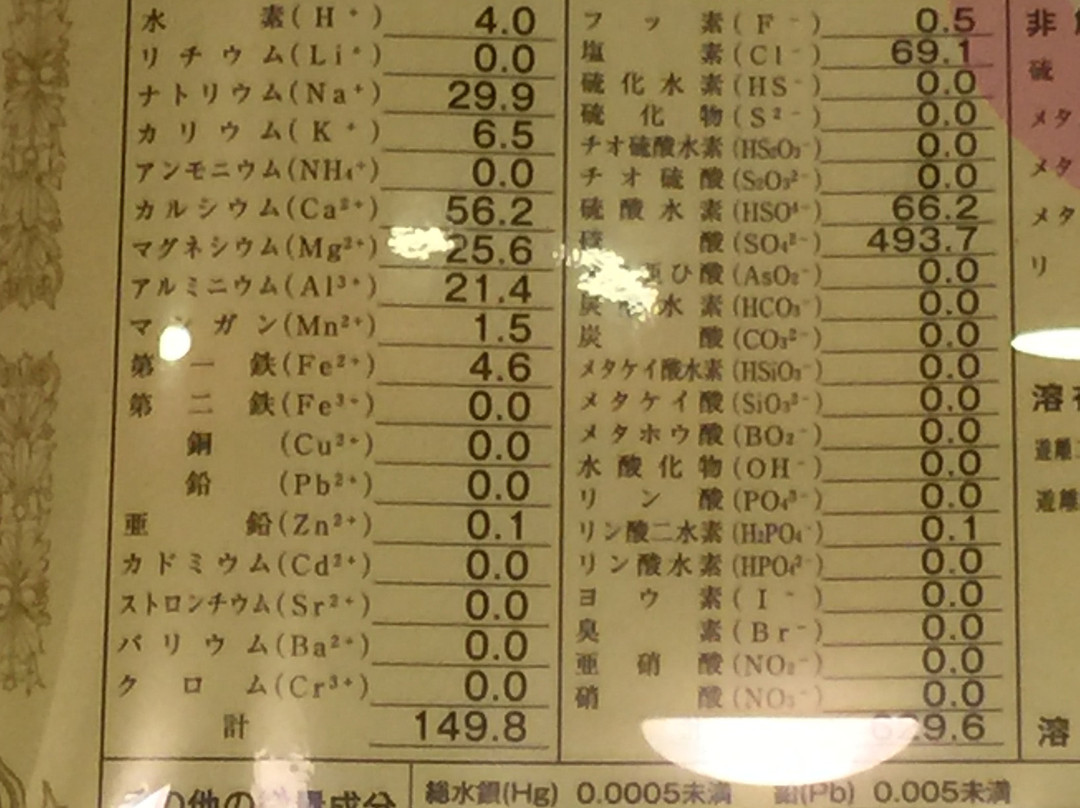 水素(H⁺) 4.0
リチウム(Li⁺) 0.0
ナトリウム(Na⁺) 29.9
カリウム(K⁺) 6.5
アンモニウム(NH₄⁺) 0.0
カルシウム(Ca²⁺) 56.2
マグネシウム(Mg²⁺) 25.6
アルミニウム(Al³⁺) 21.4
マンガン(Mn²⁺) 1.5
第一鉄(Fe²⁺) 4.6
第二鉄(Fe³⁺) 0.0
銅(Cu²⁺) 0.0
鉛(Pb²⁺) 0.0
亜鉛(Zn²⁺) 0.1
カドミウム(Cd²⁺) 0.0
ストロンチウム(Sr²⁺) 0.0
バリウム(Ba²⁺) 0.0
クロム(Cr³⁺) 0.0
計 149.8
フッ素(F⁻) 0.5
塩素(Cl⁻) 69.1
硫化水素(HS⁻) 0.0
硫化物(S²⁻) 0.0
チオ硫酸水素(HS₂O₃⁻) 0.0
チオ硫酸(S₂O₃²⁻) 0.0
硫酸水素(HSO⁴⁻) 66.2
硫酸(SO₄²⁻) 493.7
ひ酸(AsO₂⁻) 0.0
炭 水素(HCO₃⁻) 0.0
炭酸(CO₃²⁻) 0.0
メタケイ酸水素(HSiO₃⁻) 0.0
メタケイ酸(SiO₃²⁻) 0.0
メタホウ酸(BO₂⁻) 0.0
水酸化物(OH⁻) 0.0
リン酸(PO₄³⁻) 0.0
リン酸二水素(H₂PO₄⁻) 0.1
リン酸水素(HPO₄²⁻) 0.0
ヨウ素(I⁻) 0.0
臭素(Br⁻) 0.0
亜硝酸(NO₂⁻) 0.0
硝酸(NO₃⁻) 0.0
29.6
非
硫
メタ
メタ
メタ
リ
溶
遊離
遊離
溶
の他の 量成分
総水銀(Hg) 0.0005未満 鉛(Pb) 0.005未満